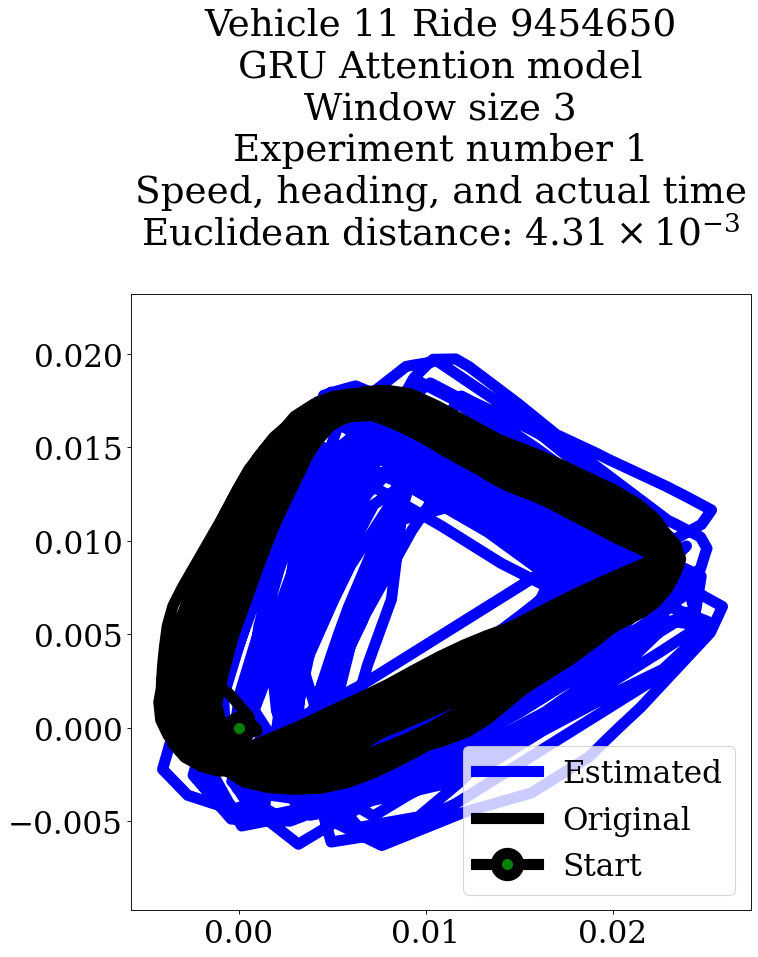 Vehicle 11 Ride 9454650
GRU Attention model
Window size 3
Experiment number 1
Speed, heading, and actual time
Euclidean distance: 4.31 × 10⁻³
0.020
0.015
0.010
0.005
0.000
−0.005
Estimated
Original
Start
0.00 0.01 0.02